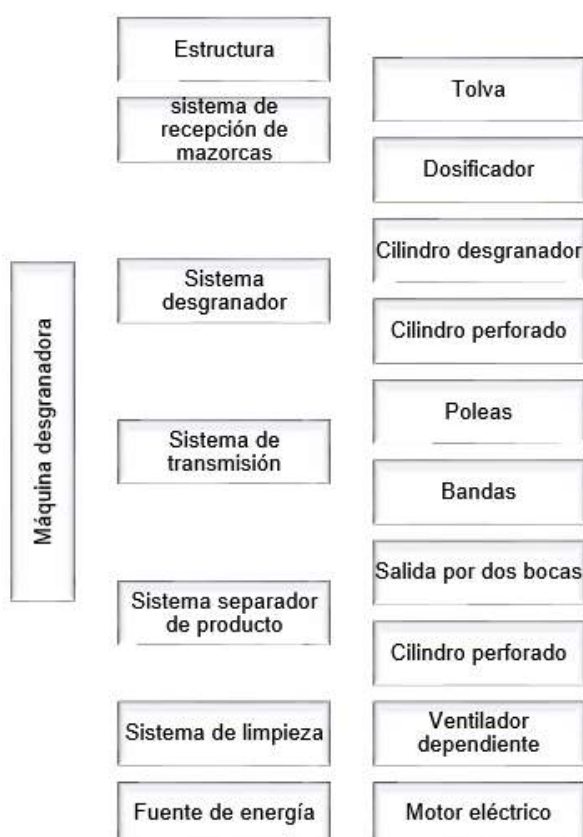 Máquina desgranadora
Estructura
sistema de
recepción de
mazorcas
Tolva
Dosificador
Sistema
desgranador
Cilindro desgranador
Cilindro perforado
Sistema de
transmisión
Poleas
Bandas
Sistema separador
de producto
Salida por dos bocas
Cilindro perforado
Sistema de limpieza
Ventilador
dependiente
Fuente de energía
Motor eléctrico